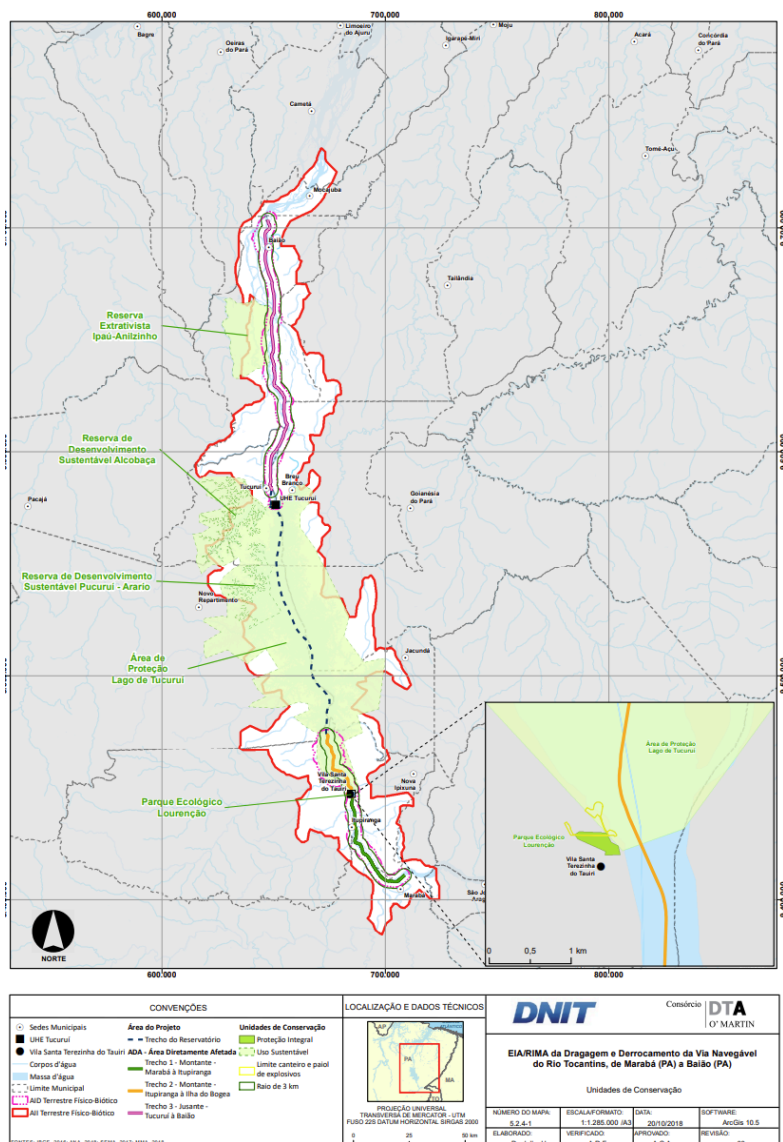 600,000
700,000
800,000
Bagre
Oeiras
do Pará
Limoeiro
do Ajuru
Igarapé-Miri
Moju
Acará
Concórdia
do Pará
Cametá
Tomé-Açu
Mocajuba
Baião
Tailândia
Reserva
Extrativista
Ipaú-Anilzinho
Reserva de
Desenvolvimento
Sustentável Alcobaça
Breu
Branco
Tucuruí
UHE Tucuruí
Goianésia
do Pará
Pacajá
Reserva de Desenvolvimento
Sustentável Pucuruí - Arario
Novo
Repartimento
Área de
Proteção
Lago de Tucuruí
Jacundá
Vila Santa
Terezinha
do Tauiri
Nova
Ipixuna
Parque Ecológico
Lourenção
Itupiranga
Marabá
Área de Proteção
Lago de Tucuruí
Parque Ecológico
Lourenção
Vila Santa
Terezinha
do Tauiri
0 0,5 1 km
NORTE
600,000
700,000
800,000
CONVENÇÕES
Sedes Municipais
UHE Tucuruí
Vila Santa Terezinha do Tauiri
Corpos d'água
Massa d'água
Limite Municipal
AID Terrestre Físico-Biótico
AII Terrestre Físico-Biótico
Área do Projeto
Trecho do Reservatório
ADA - Área Diretamente Afetada
Trecho 1 - Montante -
Marabá à Itupiranga
Trecho 2 - Montante -
Itupiranga à Ilha do Bogea
Trecho 3 - Jusante -
Tucuruí à Baião
Unidades de Conservação
Proteção Integral
Uso Sustentável
Limite canteiro e paiol
de explosivos
Raio de 3 km
LOCALIZAÇÃO E DADOS TÉCNICOS
AP
PA
MA
TO
PROJEÇÃO UNIVERSAL
TRANSVERSA DE MERCATOR - UTM
FUSO 22S DATUM HORIZONTAL SIRGAS 2000
0 25 50 km
DNIT
Consórcio DTA
O' MARTIN
EIA/RIMA da Dragagem e Derrocamento da Via Navegável
do Rio Tocantins, de Marabá (PA) a Baião (PA)
Unidades de Conservação
NÚMERO DO MAPA:
5.2.4-1
ESCALA/FORMATO:
1:1.285.000 /A3
DATA:
20/10/2018
SOFTWARE:
ArcGis 10.5
ELABORADO:
VERIFICADO:
APROVADO:
REVISÃO: